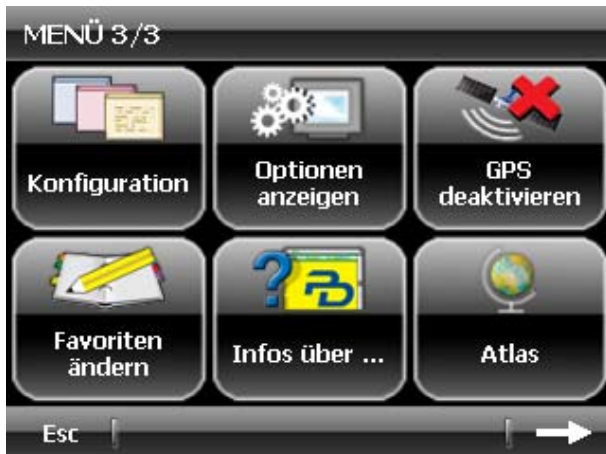 MENÜ 3/3
Konfiguration
Optionen
anzeigen
GPS
deaktivieren
Favoriten
ändern
Infos über ...
Atlas
Esc